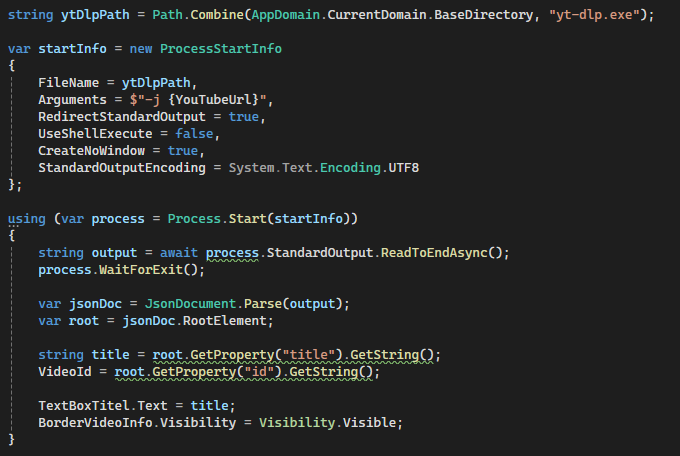 string ytDlpPath = Path.Combine(AppDomain.CurrentDomain.BaseDirectory, "yt-dlp.exe");
var startInfo = new ProcessStartInfo
{
FileName = ytDlpPath,
Arguments = $"-j {YouTubeUrl}",
RedirectStandardOutput = true,
UseShellExecute = false,
CreateNoWindow = true,
StandardOutputEncoding = System.Text.Encoding.UTF8
};
using (var process = Process.Start(startInfo))
{
string output = await process.StandardOutput.ReadToEndAsync();
process.WaitForExit();
var jsonDoc = JsonDocument.Parse(output);
var root = jsonDoc.RootElement;
string title = root.GetProperty("title").GetString();
VideoId = root.GetProperty("id").GetString();
TextBoxTitel.Text = title;
BorderVideoInfo.Visibility = Visibility.Visible;
}